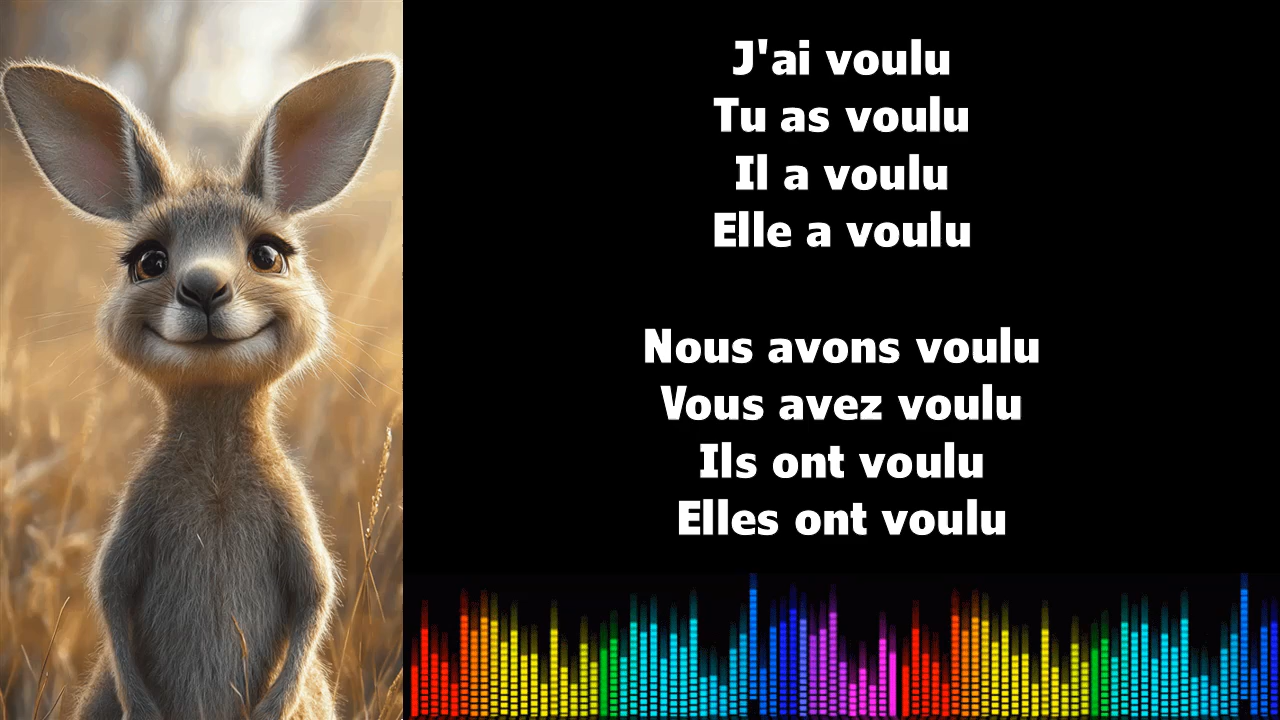 J'ai voulu
Tu as voulu
Il a voulu
Elle a voulu
Nous avons voulu
Vous avez voulu
Ils ont voulu
Elles ont voulu